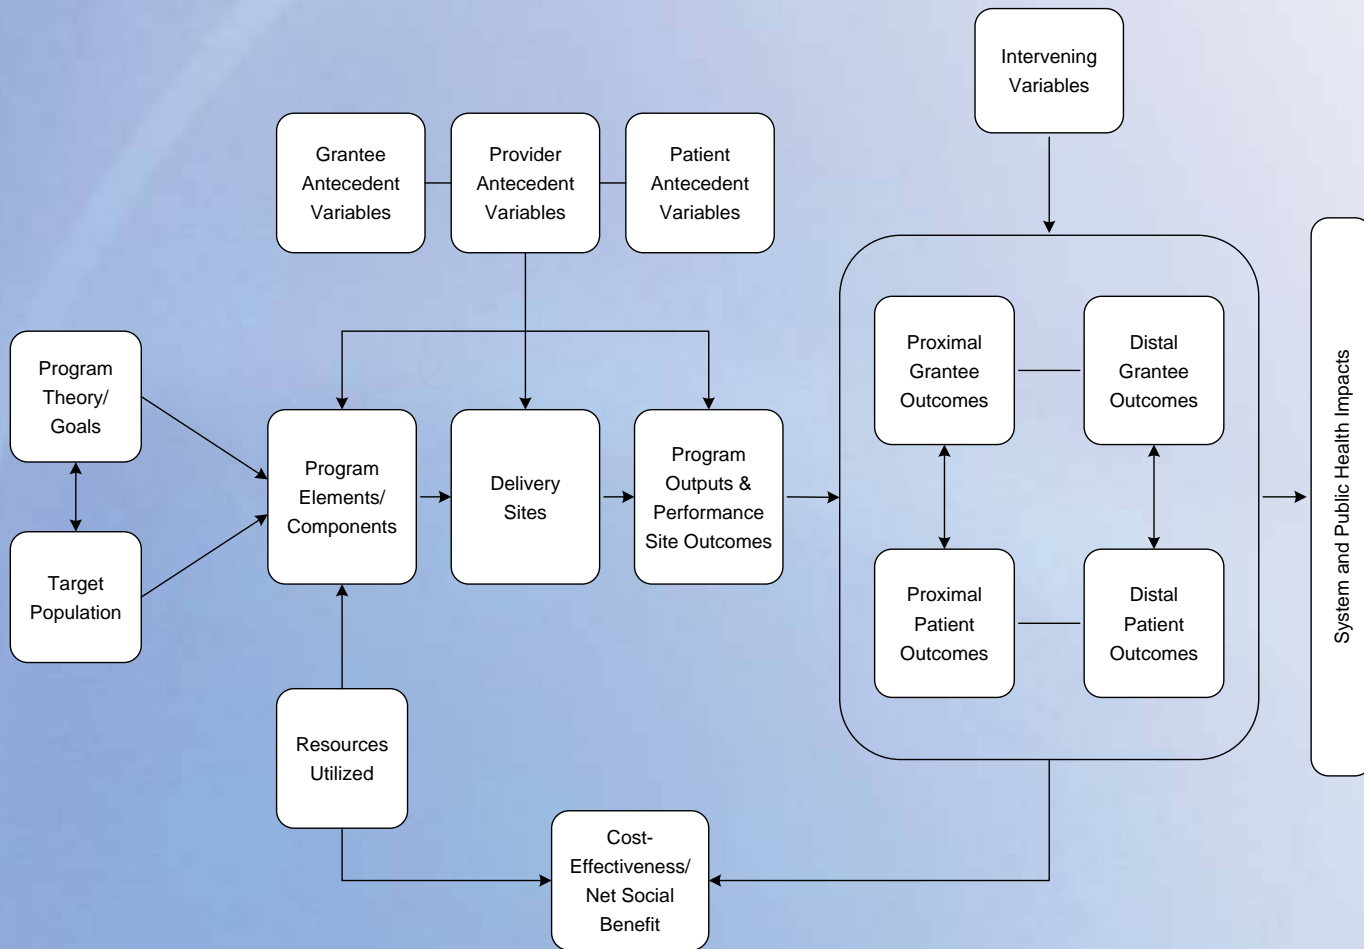 Intervening
Variables
Grantee
Antecedent
Variables
Provider
Antecedent
Variables
Patient
Antecedent
Variables
Program
Theory/
Goals
Target
Population
Program
Elements/
Components
Delivery
Sites
Program
Outputs &
Performance
Site Outcomes
Proximal
Grantee
Outcomes
Distal
Grantee
Outcomes
Proximal
Patient
Outcomes
Distal
Patient
Outcomes
System and Public Health Impacts
Resources
Utilized
Cost-
Effectiveness/
Net Social
Benefit